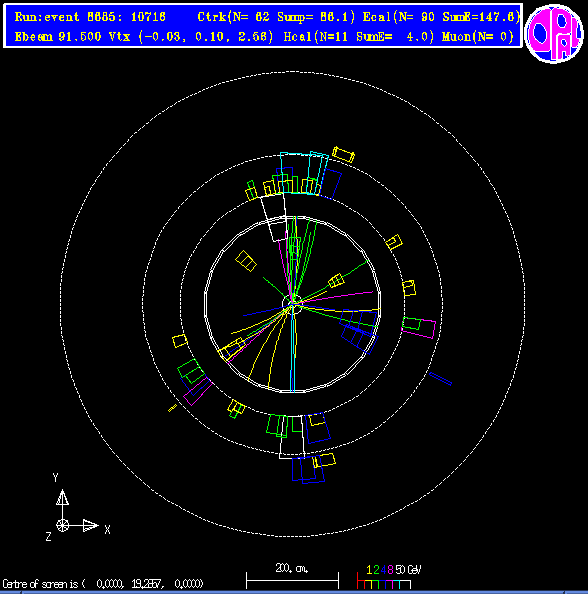 Run:event 8685: 10716 Ctrk(N= 62 Sump= 86.1) Ecal(N= 90 SumE=147.6)
Ebeam 91.500 Vtx (-0.03, 0.10, 2.56) Hcal(N=11 SumE= 4.0) Muon(N= 0)
OPAL
Y
X
Z
200. cm.
1 2 4 8 50 GeV
Centre of screen is ( 0.0000, 19.2857, 0.0000)